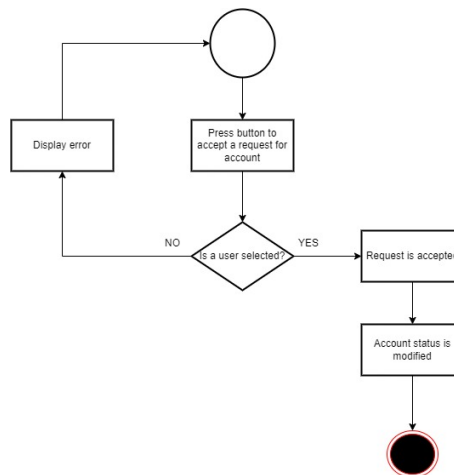 Display error
Press button to
accept a request for
account
NO
Is a user selected?
YES
Request is accepted
Account status is
modified